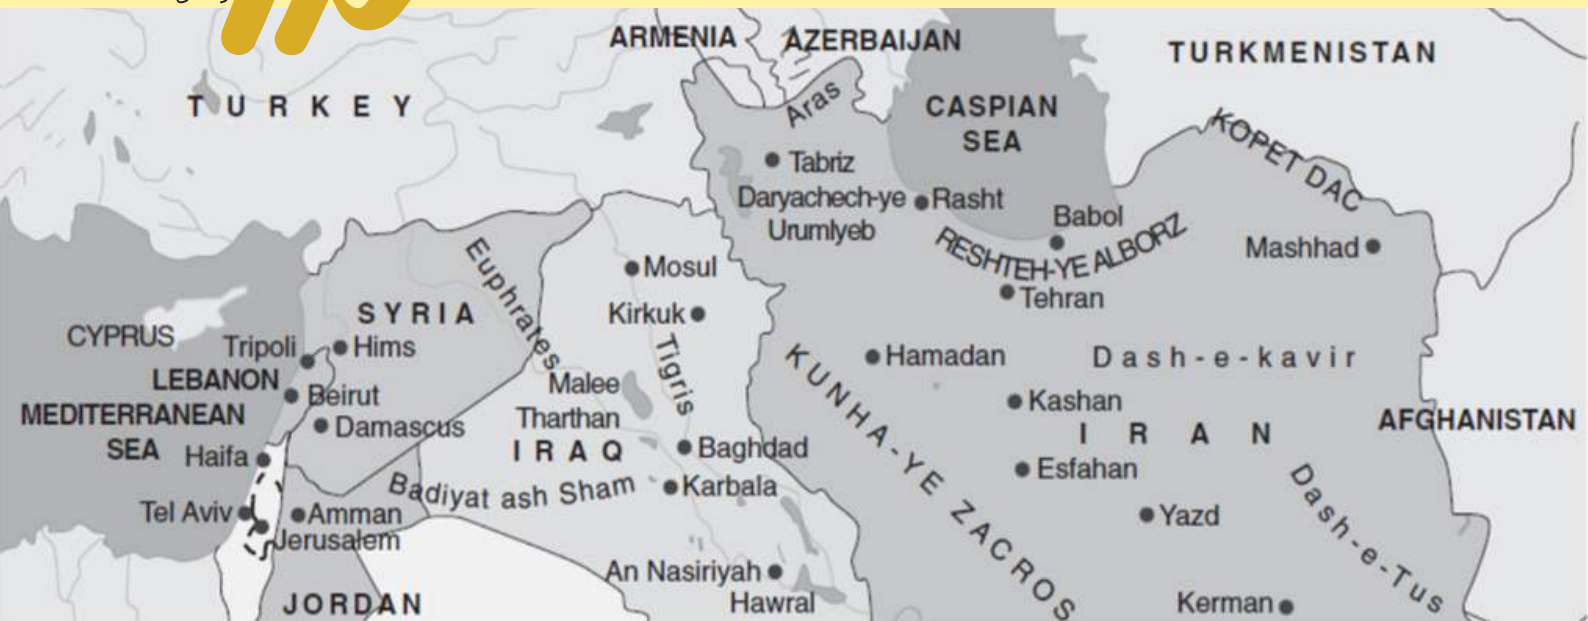 ARMENIA
AZERBAIJAN
TURKMENISTAN
TURKEY
Aras
CASPIAN
SEA
KOPET DAC
Tabriz
Daryachech-ye
Urumlyeb
Rasht
Babol
RESHTEH-YE ALBORZ
Mashhad
Tehran
Euphrates
Mosul
Kirkuk
Tigris
SYRIA
CYPRUS
Tripoli
Hims
LEBANON
Beirut
MEDITERRANEAN
SEA
Damascus
Haifa
Malee
Tharthan
IRAQ
Baghdad
Badiyat ash Sham
Karbala
Tel Aviv
Amman
Jerusalem
JORDAN
An Nasiriyah
Hawral
KUNHA-YE ZACROS
Hamadan
Dash-e-kavir
Kashan
IRAN
Esfahan
AFGHANISTAN
Yazd
Dash-e-Tus
Kerman